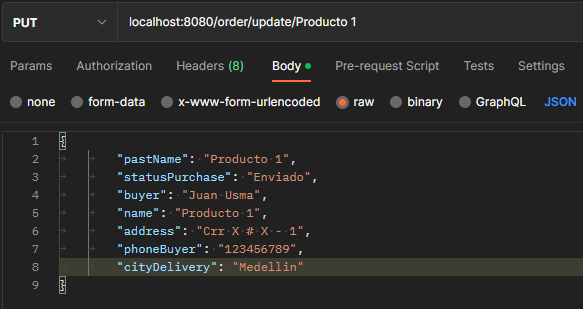 PUT localhost:8080/order/update/Producto 1
Params Authorization Headers (8) Body Pre-request Script Tests Settings
none form-data x-www-form-urlencoded raw binary GraphQL JSON
1 {
2 "pastName": "Producto 1",
3 "statusPurchase": "Enviado",
4 "buyer": "Juan Usma",
5 "name": "Producto 1",
6 "address": "Crr X # X - 1",
7 "phoneBuyer": "123456789",
8 "cityDelivery": "Medellin"
9 }